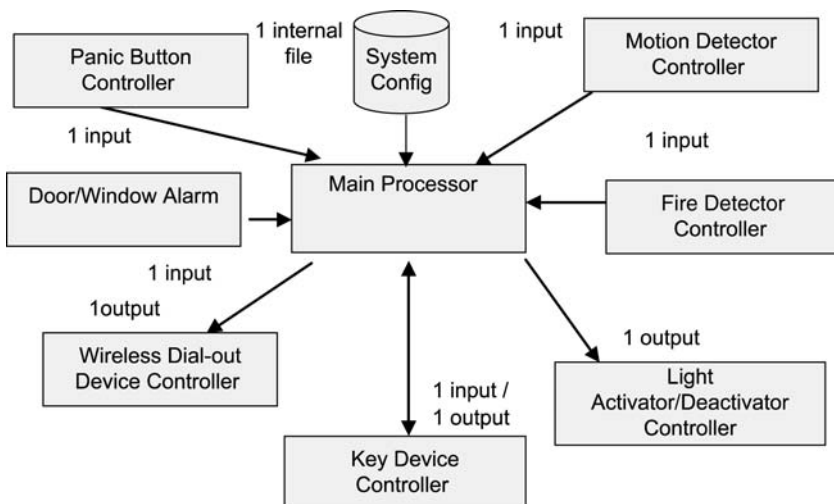 Panic Button
Controller
1 internal
file
System
Config
1 input
Motion Detector
Controller
1 input
1 input
Door/Window Alarm
Main Processor
Fire Detector
Controller
1 input
1output
Wireless Dial-out
Device Controller
1 input /
1 output
1 output
Light
Activator/Deactivator
Controller
Key Device
Controller